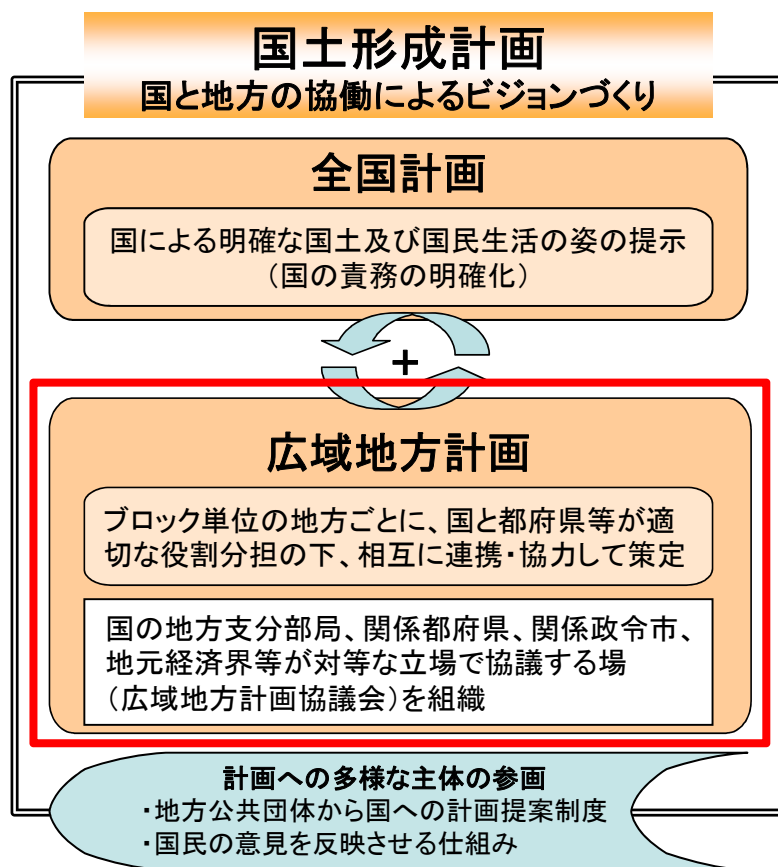 国土形成計画
国と地方の協働によるビジョンづくり
全国計画
国による明確な国土及び国民生活の姿の提示
（国の責務の明確化）
+
広域地方計画
ブロック単位の地方ごとに、国と都府県等が適
切な役割分担の下、相互に連携・協力して策定
国の地方支分部局、関係都府県、関係政令市、
地元経済界等が対等な立場で協議する場
（広域地方計画協議会）を組織
計画への多様な主体の参画
・地方公共団体から国への計画提案制度
・国民の意見を反映させる仕組み